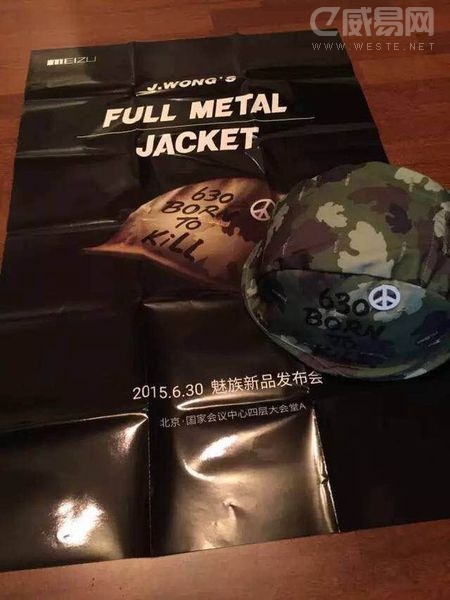 威易网
WWW.WESTE.NET
MEIZU
J.WONG'S
FULL METAL
JACKET
630
BORN
TO
KiLL
630
BORN
TO
2015.6.30 魅族新品发布会
北京·国家会议中心四层大会堂A